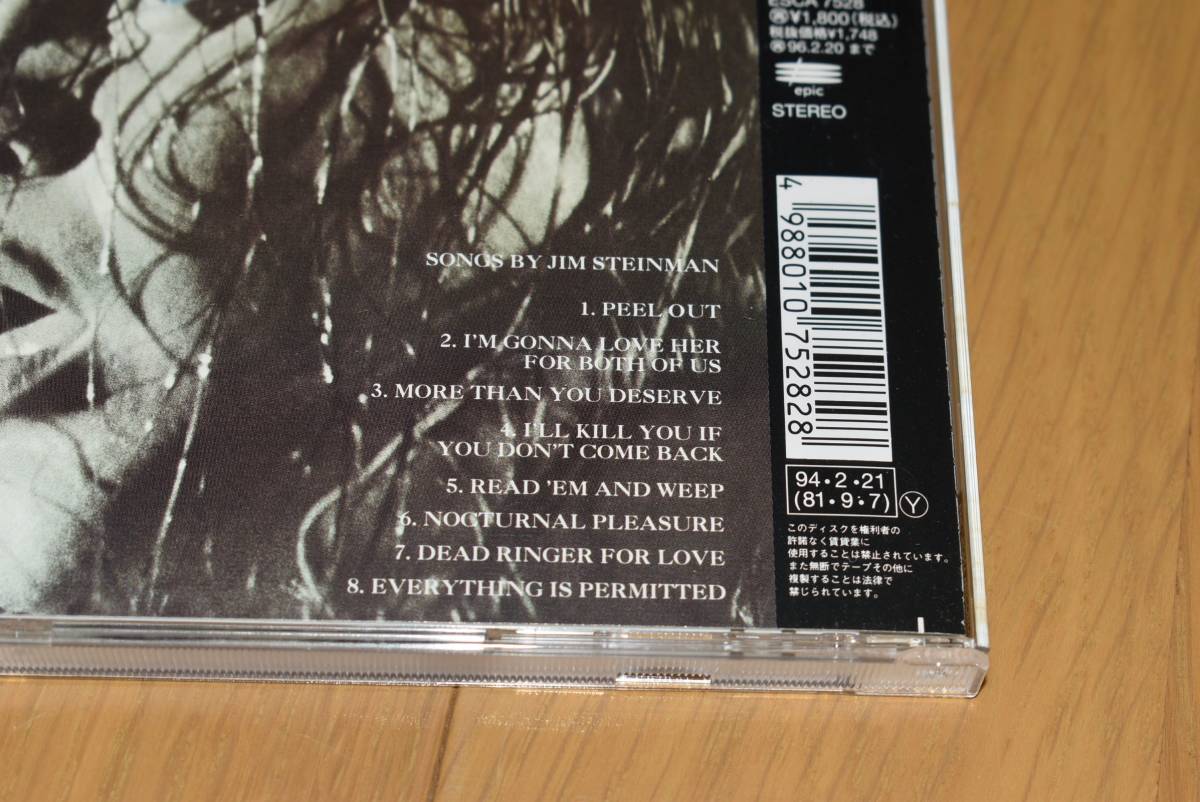 SONGS BY JIM STEINMAN
1. PEEL OUT
2. I'M GONNA LOVE HER
FOR BOTH OF US
3. MORE THAN YOU DESERVE
4. I'LL KILL YOU IF
YOU DON'T COME BACK
5. READ 'EM AND WEEP
6. NOCTURNAL PLEASURE
7. DEAD RINGER FOR LOVE
8. EVERYTHING IS PERMITTED
ESCA 7528
㊢¥1,800(税込)
税抜価格¥1,748
㊢96.2.20 まで
epic
STEREO
4 988010 752828
94・2・21
(81・9・7) Y
このディスクを権利者の
許諾なく賃貸業に
使用することは禁止されています。
また無断でテープその他に
複製することは法律で
禁じられています。